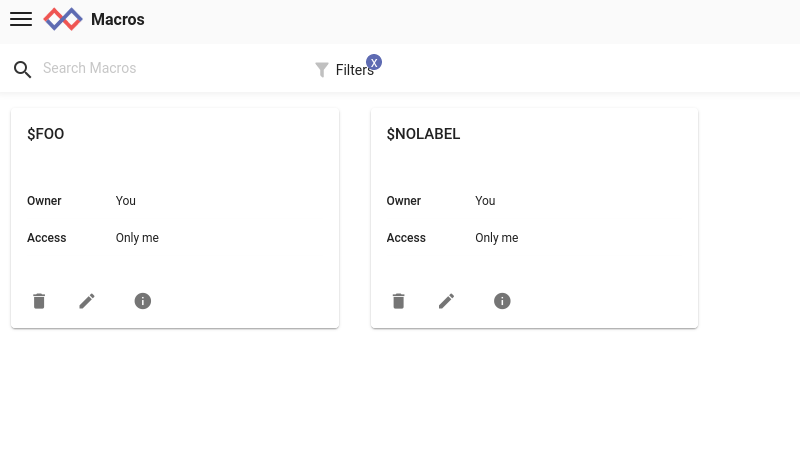 Macros
Search Macros
Filters
X
$FOO
Owner You
Access Only me
$NOLABEL
Owner You
Access Only me